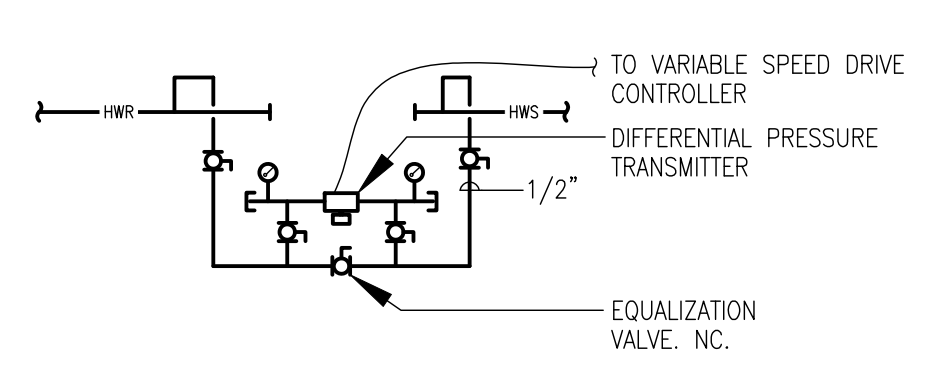 TO VARIABLE SPEED DRIVE
CONTROLLER
HWR
HWS
DIFFERENTIAL PRESSURE
TRANSMITTER
1/2"
EQUALIZATION
VALVE. NC.